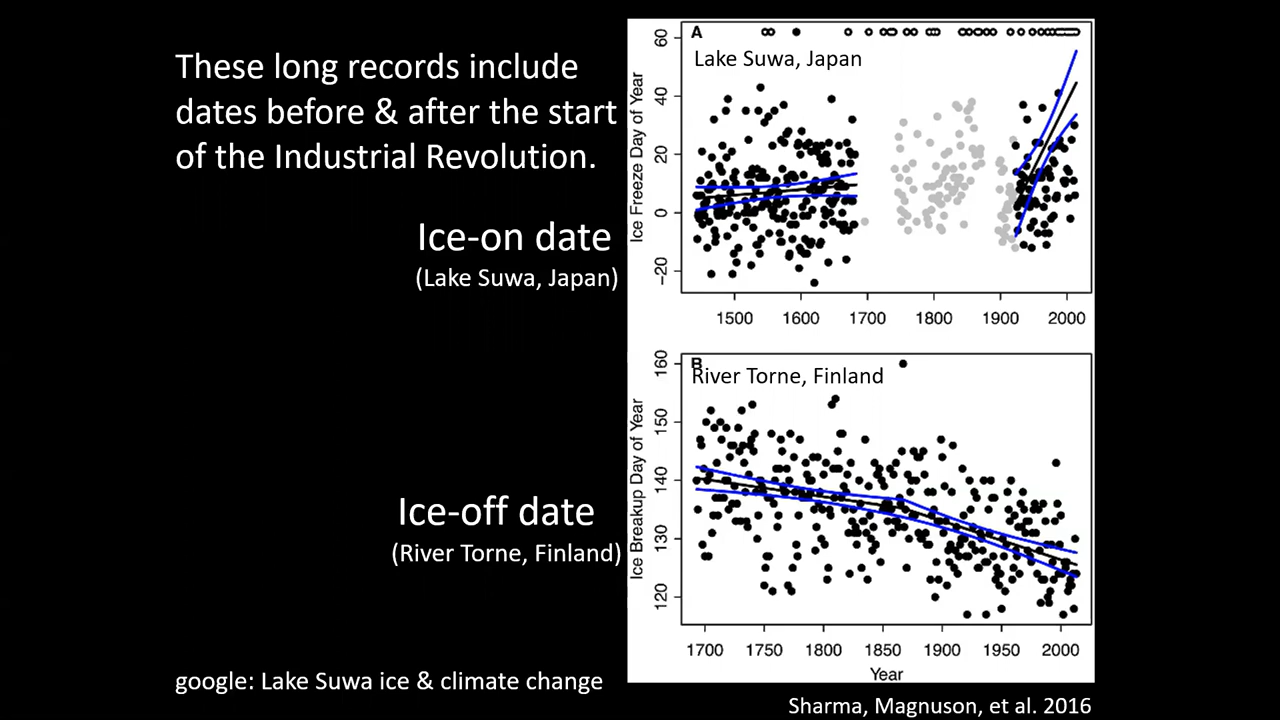 These long records include
dates before & after the start
of the Industrial Revolution.
Ice-on date
(Lake Suwa, Japan)
Ice-off date
(River Torne, Finland)
google: Lake Suwa ice & climate change
A
Lake Suwa, Japan
Ice Freeze Day of Year
60
40
20
0
−20
1500 1600 1700 1800 1900 2000
B
River Torne, Finland
Ice Breakup Day of Year
160
150
140
130
120
1700 1750 1800 1850 1900 1950 2000
Year
Sharma, Magnuson, et al. 2016